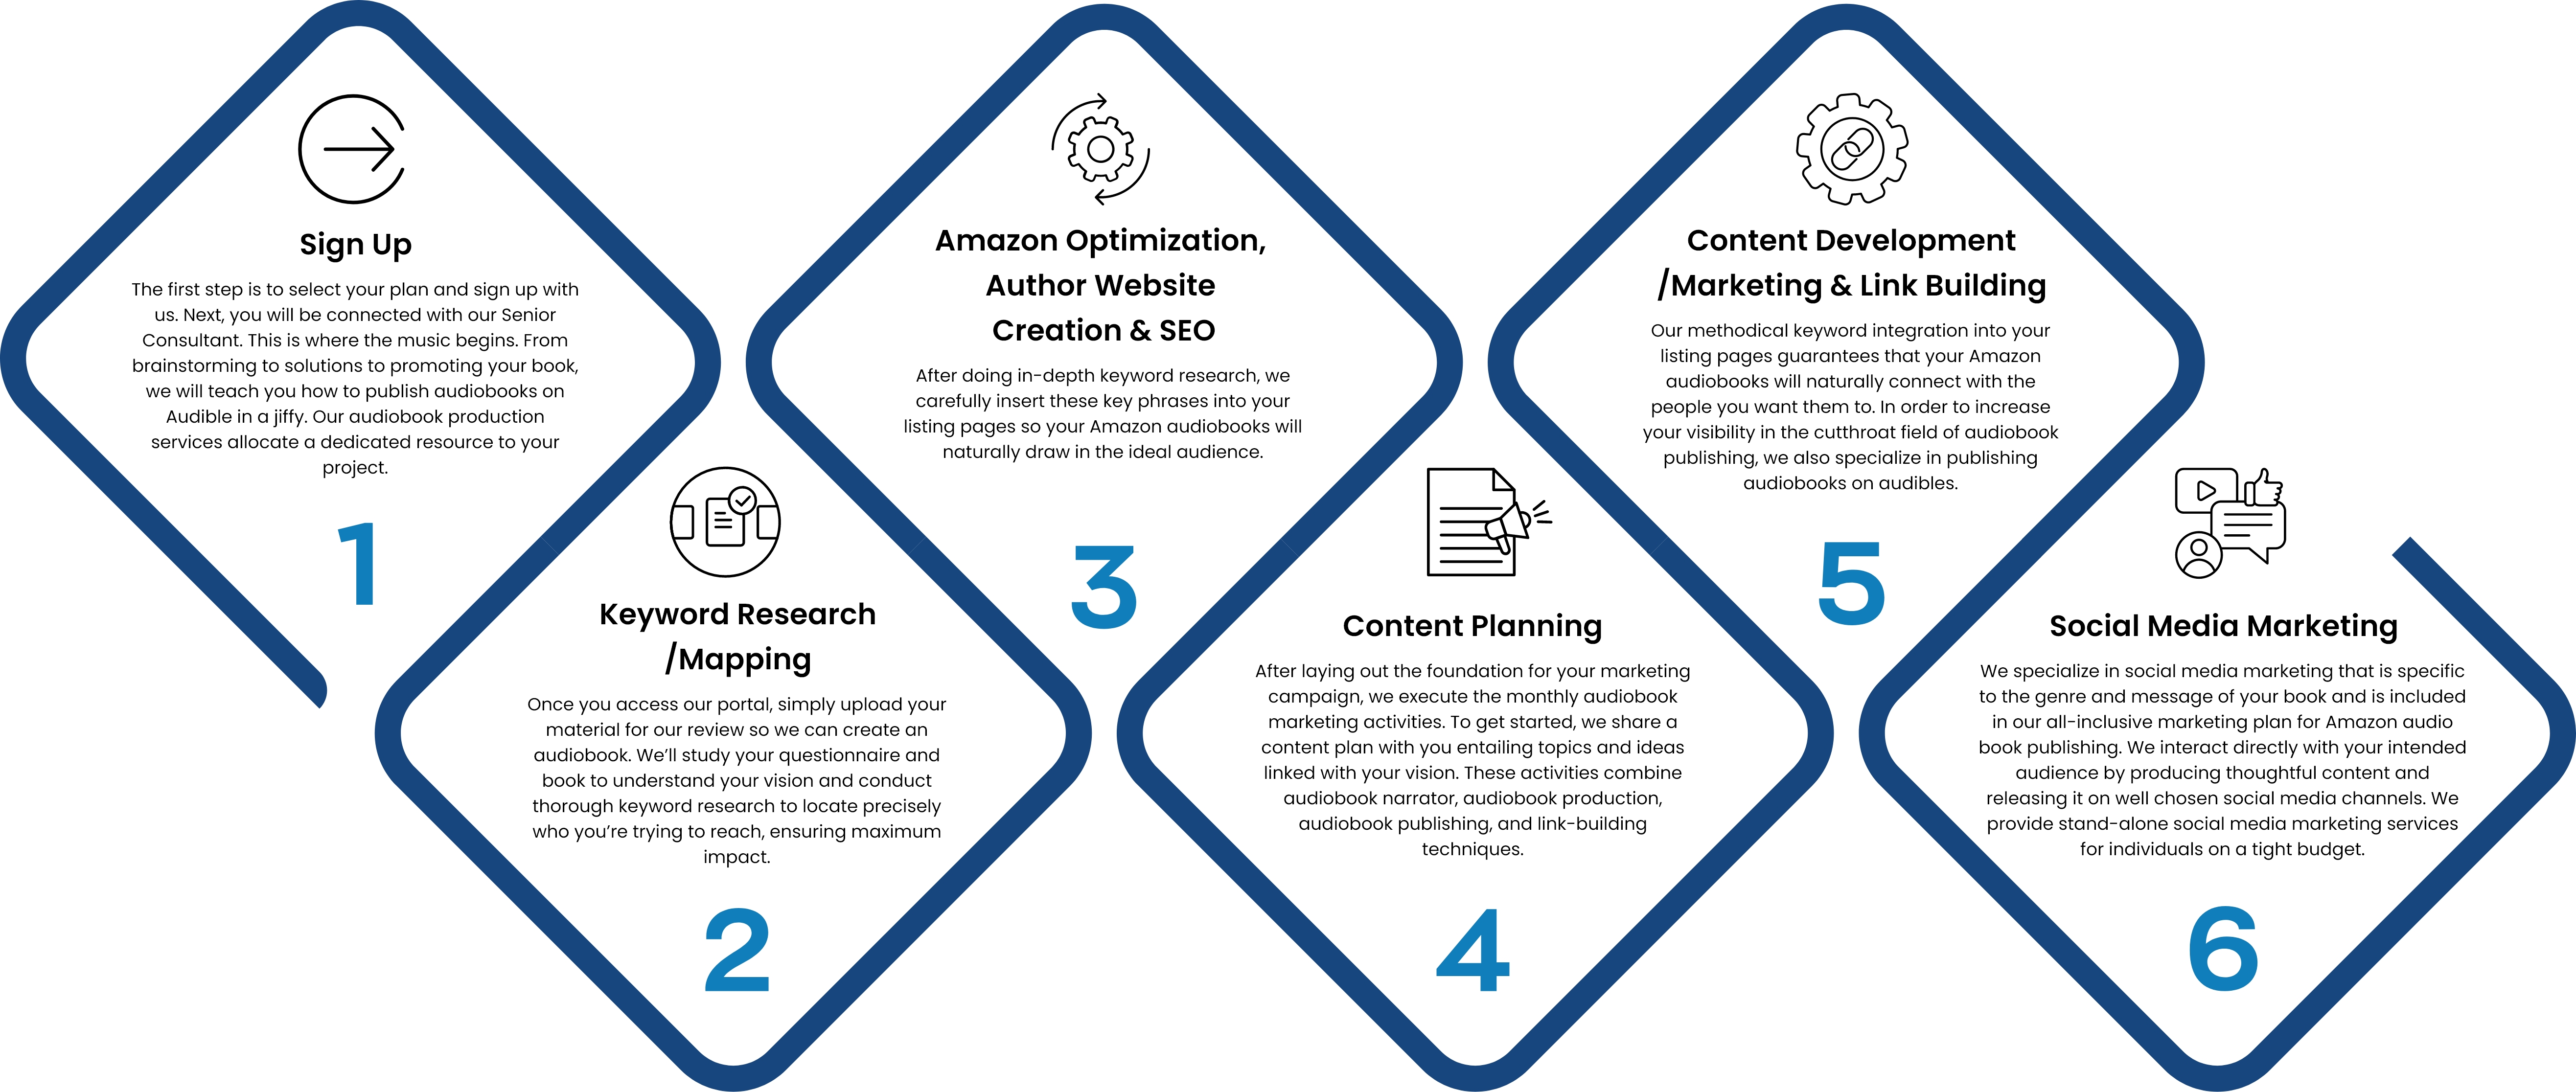 Sign Up
The first step is to select your plan and sign up with
us. Next, you will be connected with our Senior
Consultant. This is where the music begins. From
brainstorming to solutions to promoting your book,
we will teach you how to publish audiobooks on
Audible in a jiffy. Our audiobook production
services allocate a dedicated resource to your
project.
1
Keyword Research
/Mapping
Once you access our portal, simply upload your
material for our review so we can create an
audiobook. We’ll study your questionnaire and
book to understand your vision and conduct
thorough keyword research to locate precisely
who you’re trying to reach, ensuring maximum
impact.
2
Amazon Optimization,
Author Website
Creation & SEO
After doing in-depth keyword research, we
carefully insert these key phrases into your
listing pages so your Amazon audiobooks will
naturally draw in the ideal audience.
3
Content Planning
After laying out the foundation for your marketing
campaign, we execute the monthly audiobook
marketing activities. To get started, we share a
content plan with you entailing topics and ideas
linked with your vision. These activities combine
audiobook narrator, audiobook production,
audiobook publishing, and link-building
techniques.
4
Content Development
/Marketing & Link Building
Our methodical keyword integration into your
listing pages guarantees that your Amazon
audiobooks will naturally connect with the
people you want them to. In order to increase
your visibility in the cutthroat field of audiobook
publishing, we also specialize in publishing
audiobooks on audibles.
5
Social Media Marketing
We specialize in social media marketing that is specific
to the genre and message of your book and is included
in our all-inclusive marketing plan for Amazon audio
book publishing. We interact directly with your intended
audience by producing thoughtful content and
releasing it on well chosen social media channels. We
provide stand-alone social media marketing services
for individuals on a tight budget.
6